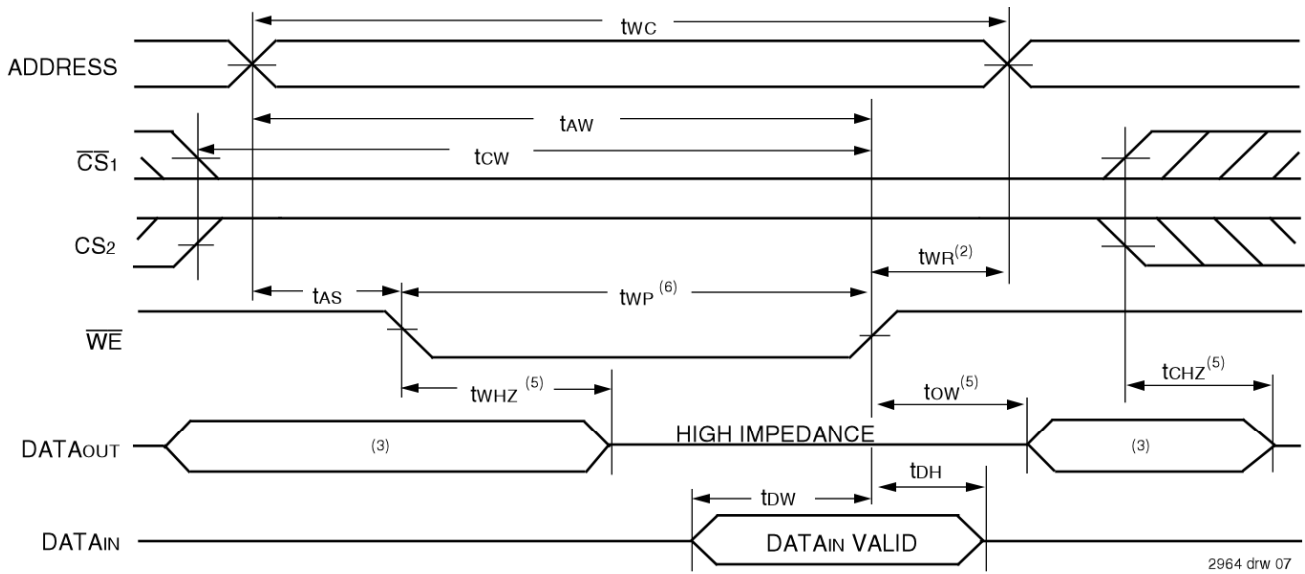 tWC
ADDRESS
tAW
CS1
tCW
CS2
tWR(2)
tAS
tWP (6)
WE
tWHZ (5)
tOW(5)
tCHZ(5)
DATAOUT
(3)
HIGH IMPEDANCE
(3)
tDW
tDH
DATAIN
DATAIN VALID
2964 drw 07